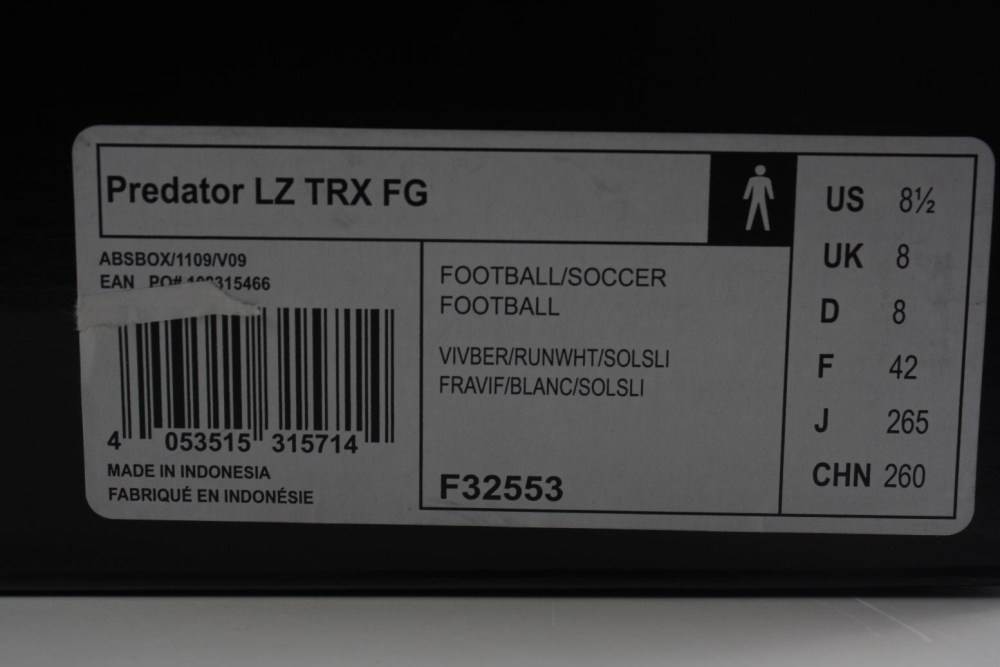 Predator LZ TRX FG
ABSBOX/1109/V09
EAN PO#
4 053515 315714
MADE IN INDONESIA
FABRIQUÉ EN INDONÉSIE
FOOTBALL/SOCCER
FOOTBALL
VIVBER/RUNWHT/SOLSLI
FRAVIF/BLANC/SOLSLI
F32553
US 8½
UK 8
D 8
F 42
J 265
CHN 260